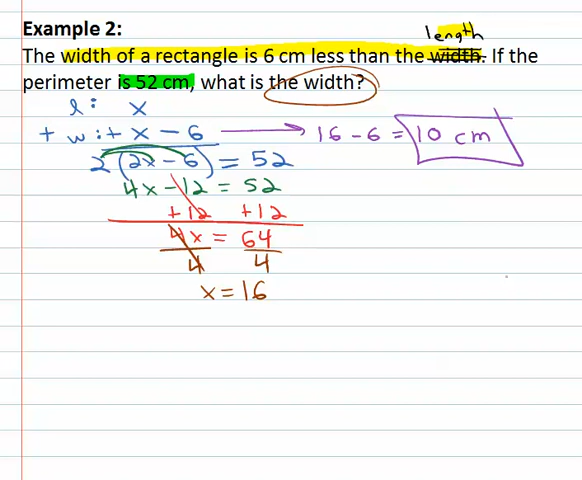 Example 2:
length
The width of a rectangle is 6 cm less than the width. If the
perimeter is 52 cm, what is the width?
l: x
+ w: + x - 6 → 16 - 6 = 10 cm
2(2x - 6) = 52
4x - 12 = 52
+12 +12
4x = 64
4 4
x = 16